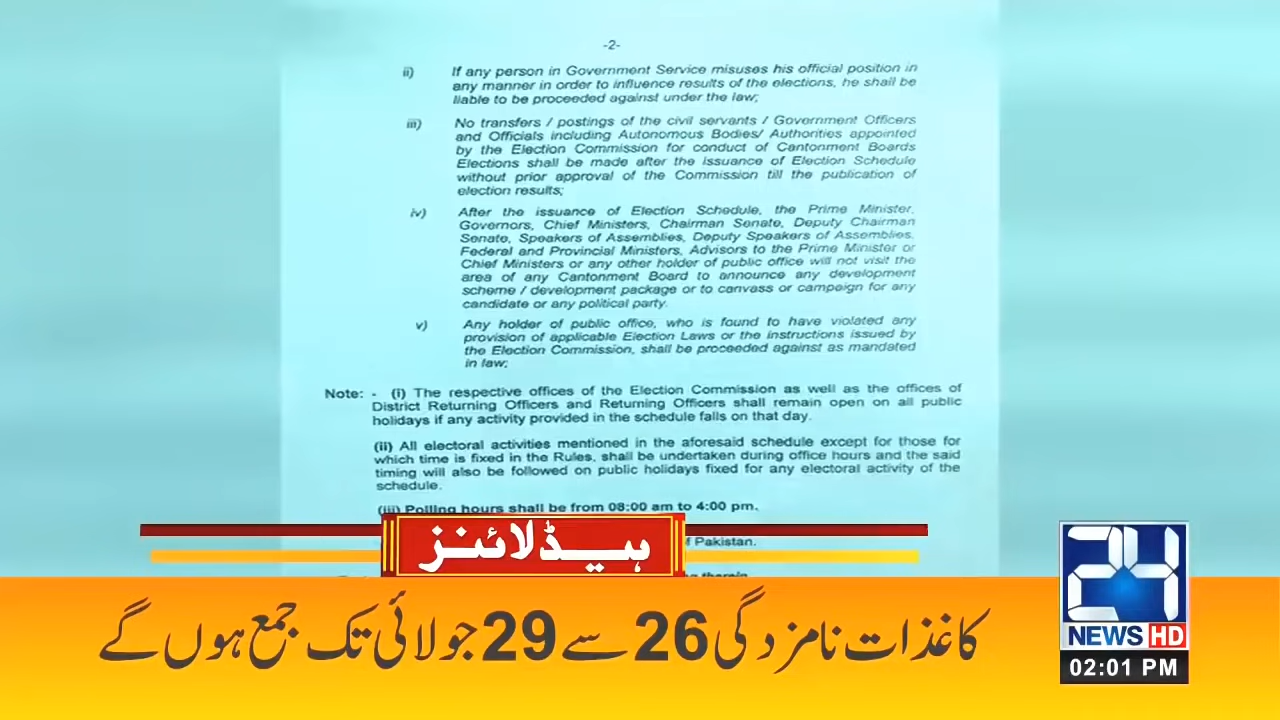 -2-
ii) If any person in Government Service misuses his official position in
any manner in order to influence results of the elections, he shall be
liable to be proceeded against under the law;
iii) No transfers / postings of the civil servants / Government Officers
and Officials including Autonomous Bodies/ Authorities appointed
by the Election Commission for conduct of Cantonment Boards
Elections shall be made after the issuance of Election Schedule
without prior approval of the Commission till the publication of
election results;
iv) After the issuance of Election Schedule, the Prime Minister,
Governors, Chief Ministers, Chairman Senate, Deputy Chairman
Senate, Speakers of Assemblies, Deputy Speakers of Assemblies,
Federal and Provincial Ministers, Advisors to the Prime Minister or
Chief Ministers or any other holder of public office will not visit the
area of any Cantonment Board to announce any development
scheme / development package or to canvass or campaign for any
candidate or any political party.
v) Any holder of public office, who is found to have violated any
provision of applicable Election Laws or the instructions issued by
the Election Commission, shall be proceeded against as mandated
in law;
Note: - (i) The respective offices of the Election Commission as well as the offices of
District Returning Officers and Returning Officers shall remain open on all public
holidays if any activity provided in the schedule falls on that day.
(ii) All electoral activities mentioned in the aforesaid schedule except for those for
which time is fixed in the Rules, shall be undertaken during office hours and the said
timing will also be followed on public holidays fixed for any electoral activity of the
schedule.
(iii) Polling hours shall be from 08:00 am to 4:00 pm.
Pakistan.
ہیڈلائنز
کاغذات نامزدگی 26 سے 29 جولائی تک جمع ہوں گے
24
NEWS HD
02:01 PM